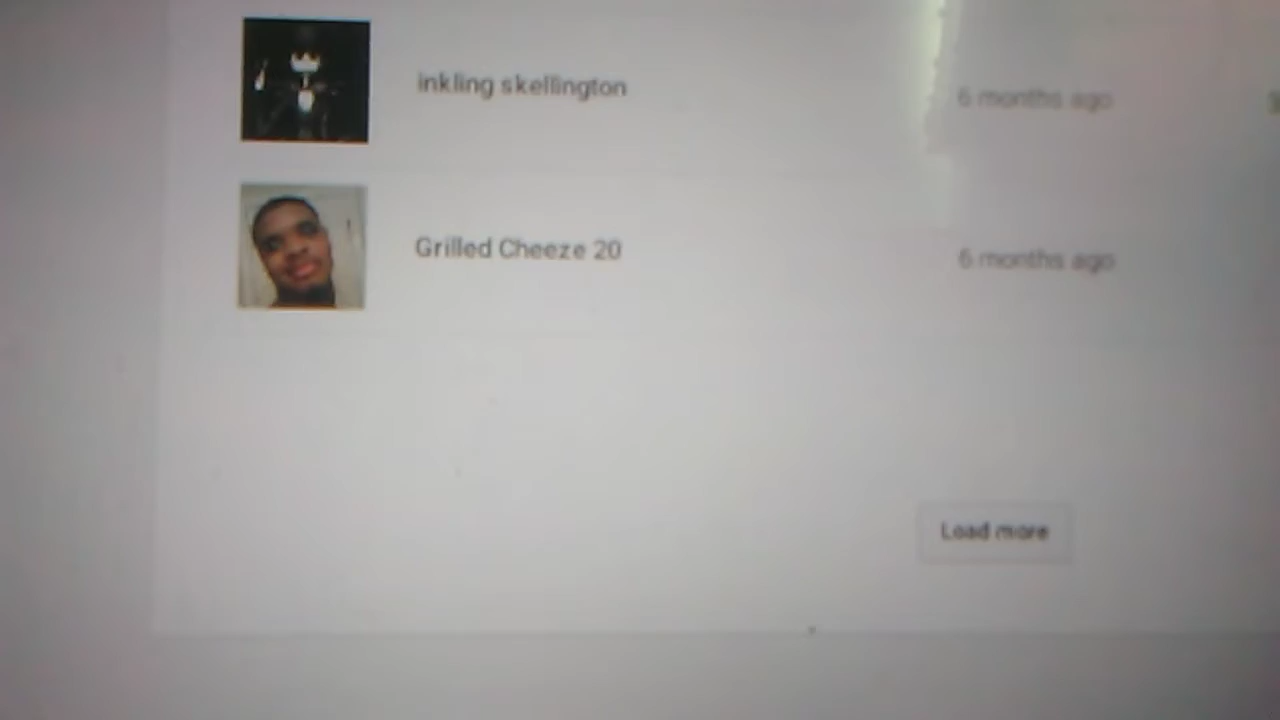 inkling skellington
6 months ago
Grilled Cheeze 20
6 months ago
Load more